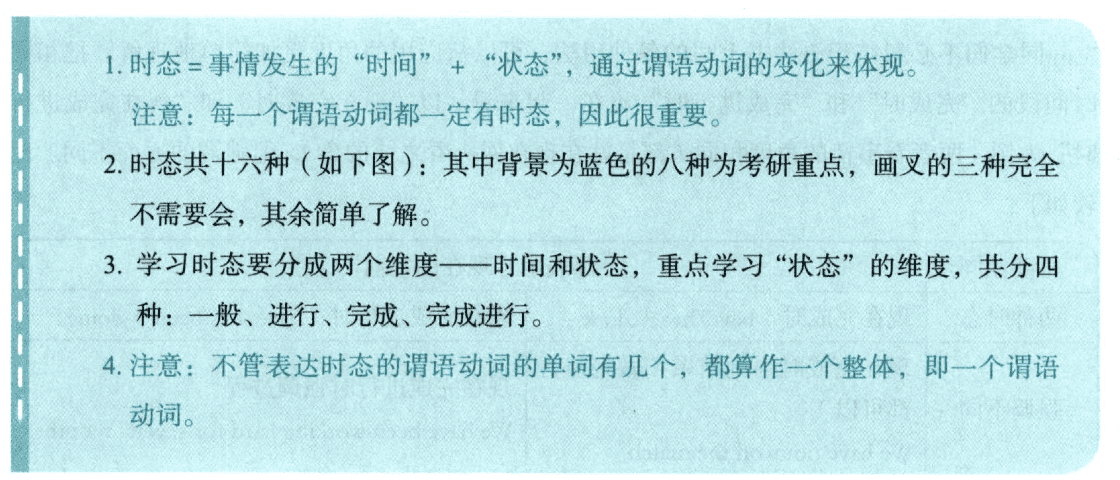 1. 时态=事情发生的“时间”+“状态”，通过谓语动词的变化来体现。
注意：每一个谓语动词都一定有时态，因此很重要。
2. 时态共十六种（如下图）：其中背景为蓝色的八种为考研重点，画叉的三种完全
不需要会，其余简单了解。
3. 学习时态要分成两个维度——时间和状态，重点学习“状态”的维度，共分四
种：一般、进行、完成、完成进行。
4. 注意：不管表达时态的谓语动词的单词有几个，都算作一个整体，即一个谓语
动词。